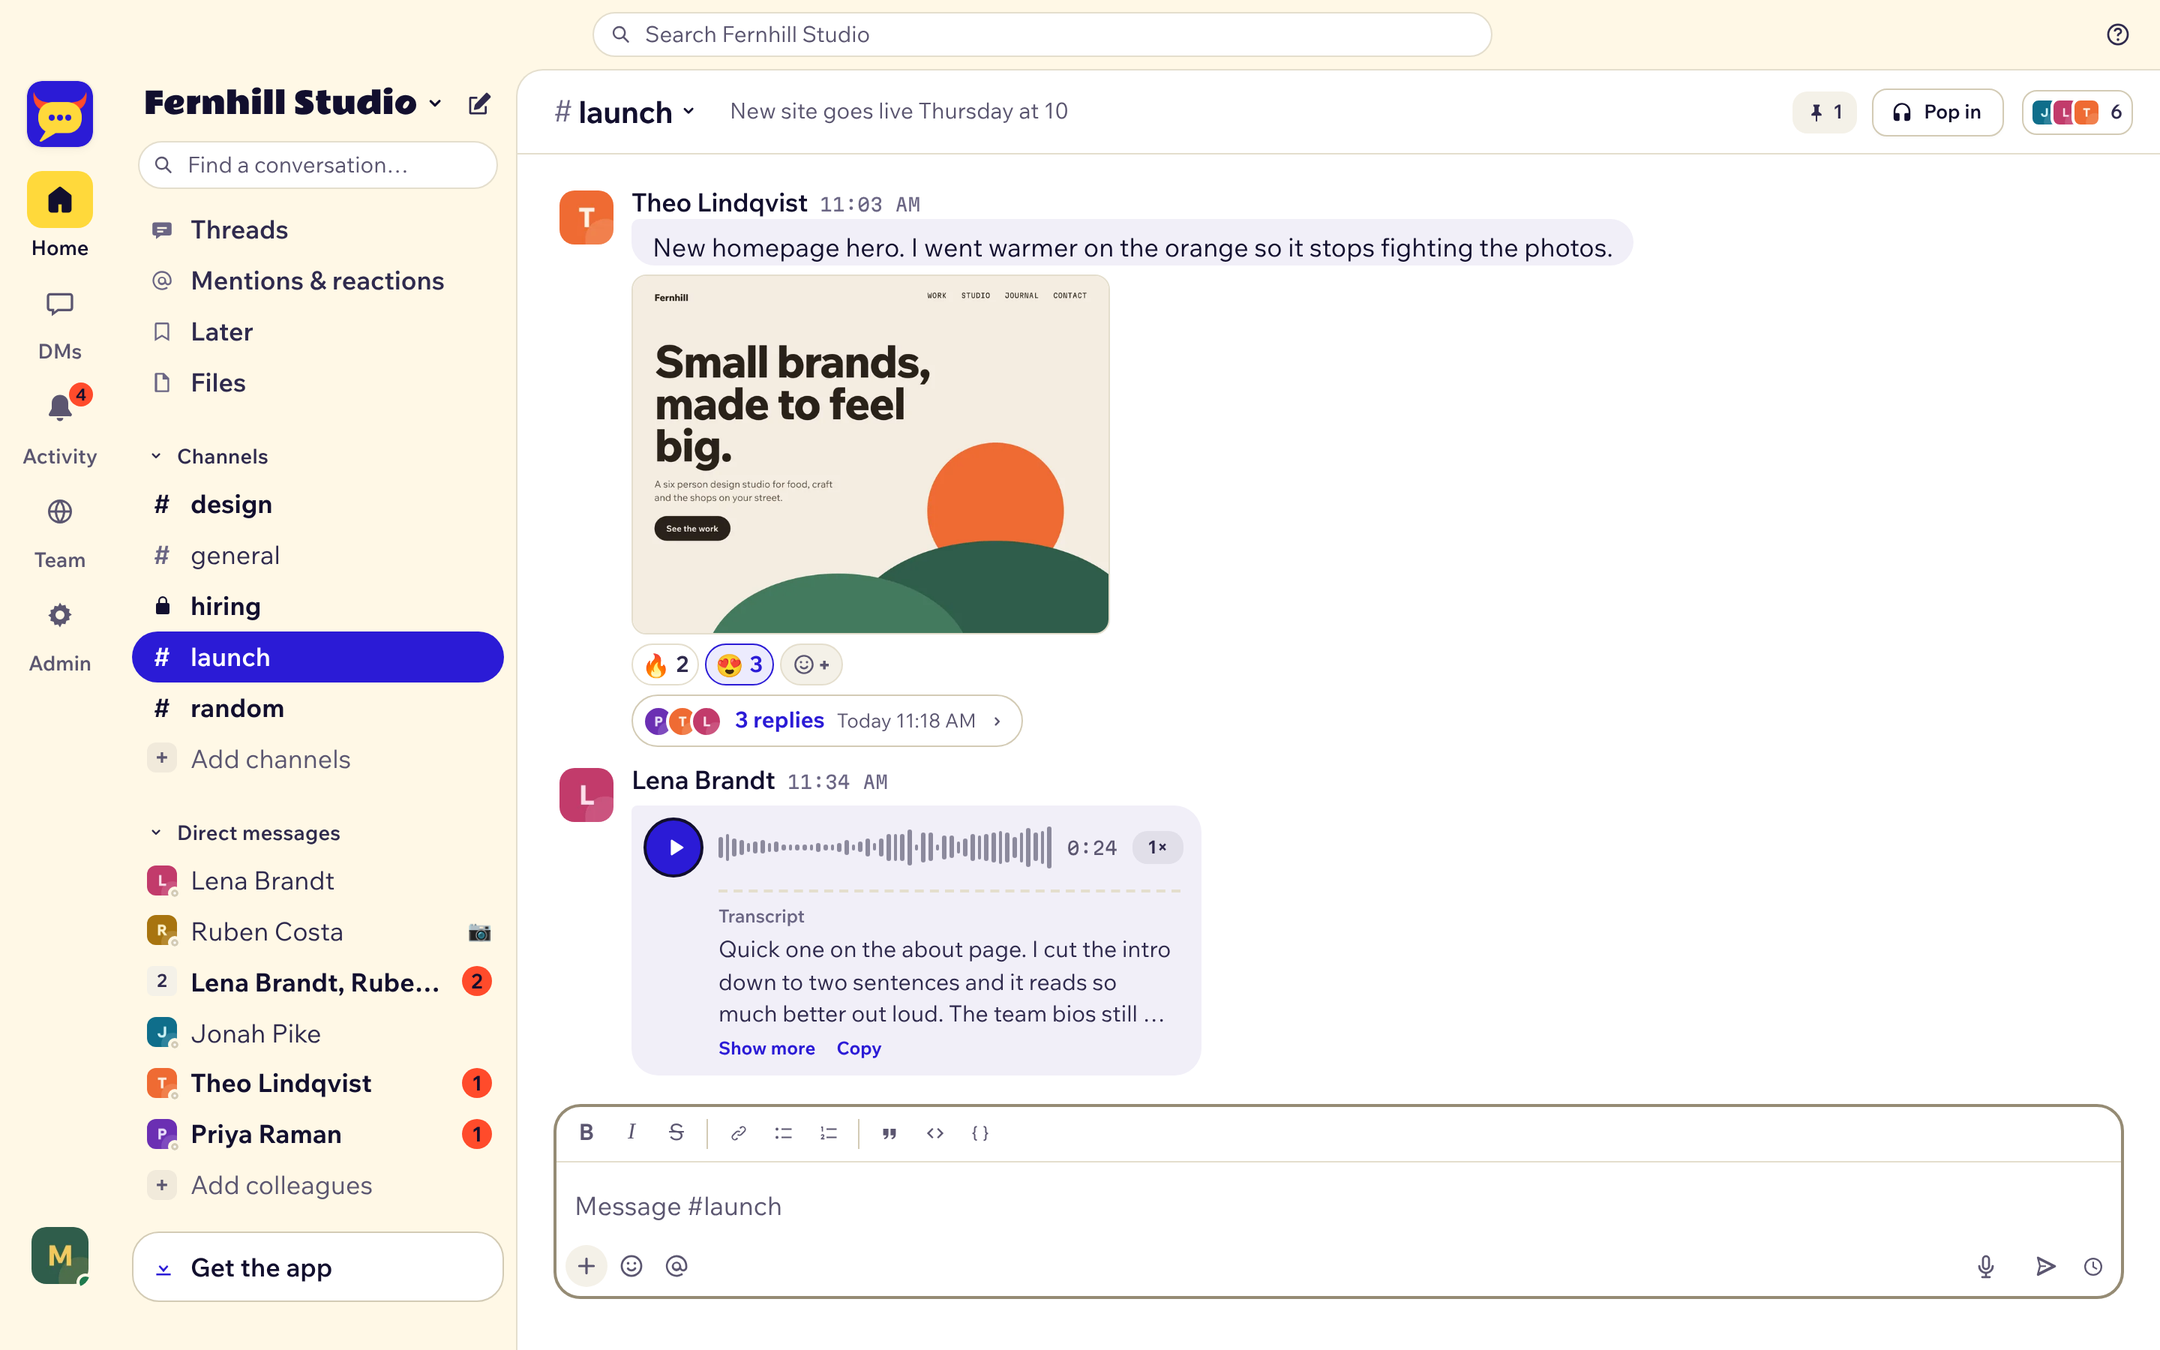 Search Fernhill Studio
Fernhill Studio
Find a conversation…
Home
DMs
4
Activity
Team
Admin
M
Threads
Mentions & reactions
Later
Files
Channels
# design
# general
hiring
# launch
# random
+ Add channels
Direct messages
L Lena Brandt
R Ruben Costa
2 Lena Brandt, Rube… 2
J Jonah Pike
T Theo Lindqvist 1
P Priya Raman 1
+ Add colleagues
Get the app
# launch
New site goes live Thursday at 10
1
Pop in
J L T 6
T
Theo Lindqvist 11:03 AM
New homepage hero. I went warmer on the orange so it stops fighting the photos.
Fernhill
WORK STUDIO JOURNAL CONTACT
Small brands,
made to feel
big.
A six person design studio for food, craft
and the shops on your street.
See the work
2
3
+
P T L 3 replies Today 11:18 AM
L
Lena Brandt 11:34 AM
0:24 1×
Transcript
Quick one on the about page. I cut the intro
down to two sentences and it reads so
much better out loud. The team bios still …
Show more Copy
B I S
Message #launch